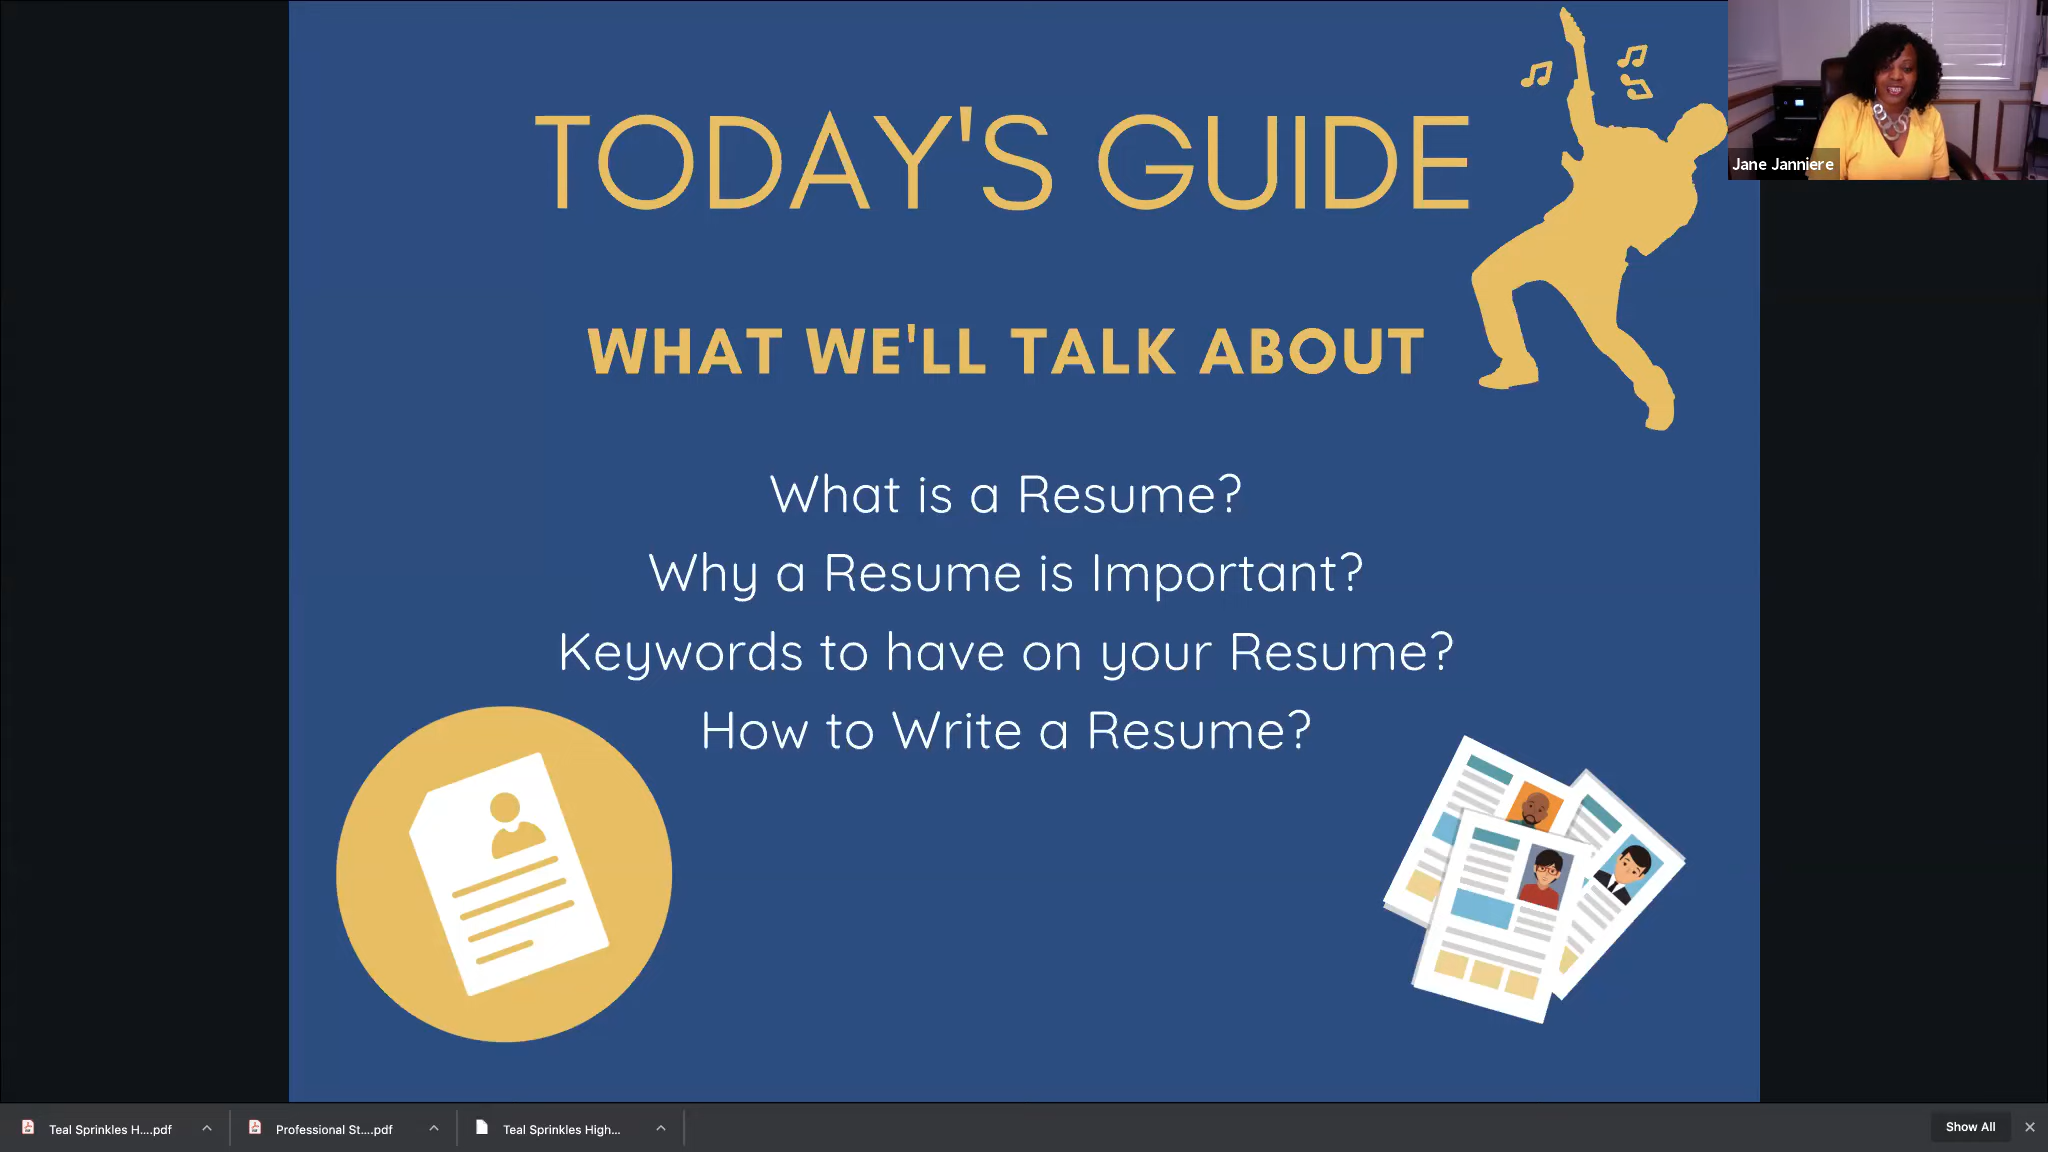 TODAY'S GUIDE
Jane Janniere
WHAT WE'LL TALK ABOUT
What is a Resume?
Why a Resume is Important?
Keywords to have on your Resume?
How to Write a Resume?
Teal Sprinkles H....pdf
Professional St....pdf
Teal Sprinkles High...
Show All